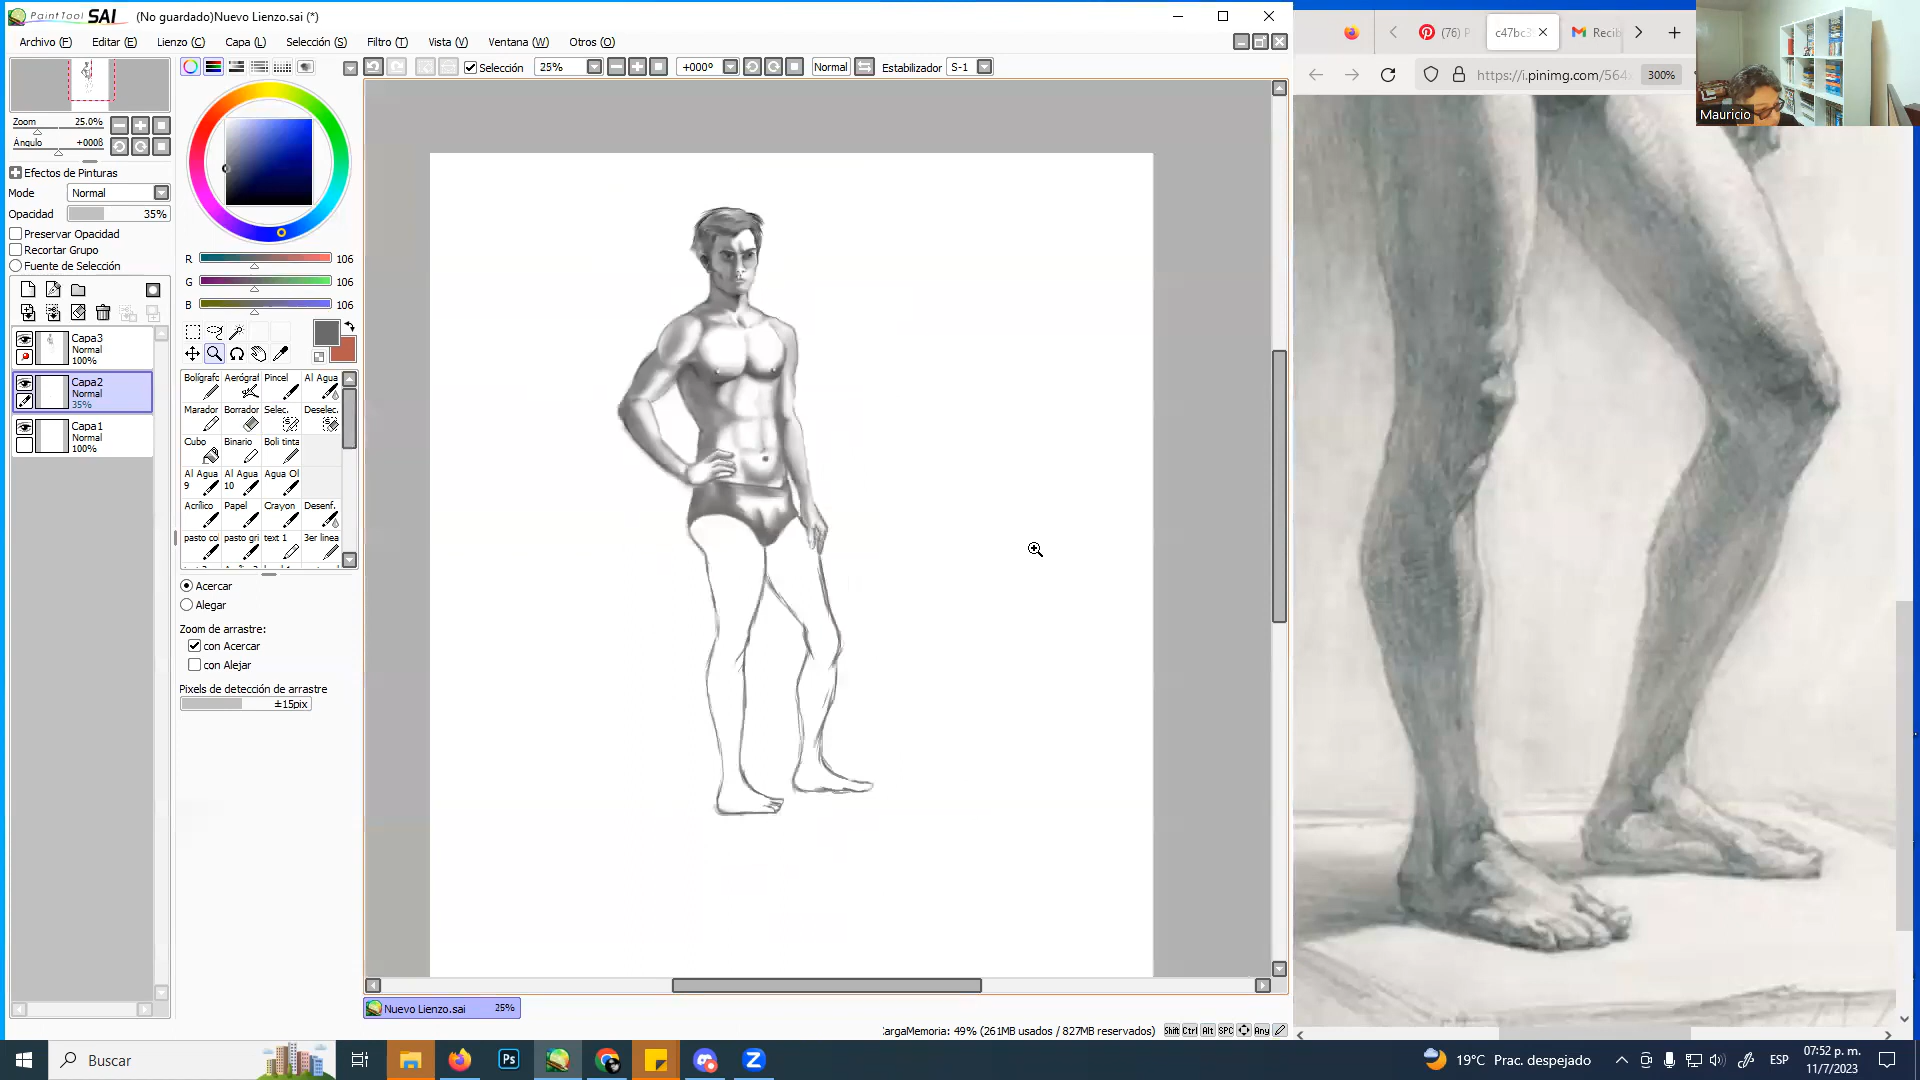 PaintTool SAI (No guardado)Nuevo Lienzo.sai (*)
Archivo (F) Editar (E) Lienzo (C) Capa (L) Selección (S) Filtro (T) Vista (V) Ventana (W) Otros (O)
Selección 25% +000º Normal Estabilizador S-1
Zoom 25.0%
Ángulo +000ß
Efectos de Pinturas
Mode Normal
Opacidad 35%
Preservar Opacidad
Recortar Grupo
Fuente de Selección
Capa3
Normal
100%
Capa2
Normal
35%
Capa1
Normal
100%
R 106
G 106
B 106
Bolígrafo Aerógraf Pincel Al Agua
Marador Borrador Selec. Deselec.
Cubo Binario Boli tinta
Al Agua 9 Al Agua 10 Agua Ol
Acrílico Papel Crayon Desenf.
pasto co pasto gri text 1 3er linea
Acercar
Alegar
Zoom de arrastre:
con Acercar
con Alejar
Pixels de detección de arrastre
±15pix
Nuevo Lienzo.sai 25%
CargaMemoria: 49% (261MB usados / 827MB reservados) Shift Ctrl Alt SPC Any
(76) P c47bc3 Recib
https://i.pinimg.com/564 300%
Mauricio
Buscar
Ps
19°C Prac. despejado ESP 07:52 p. m.
11/7/2023